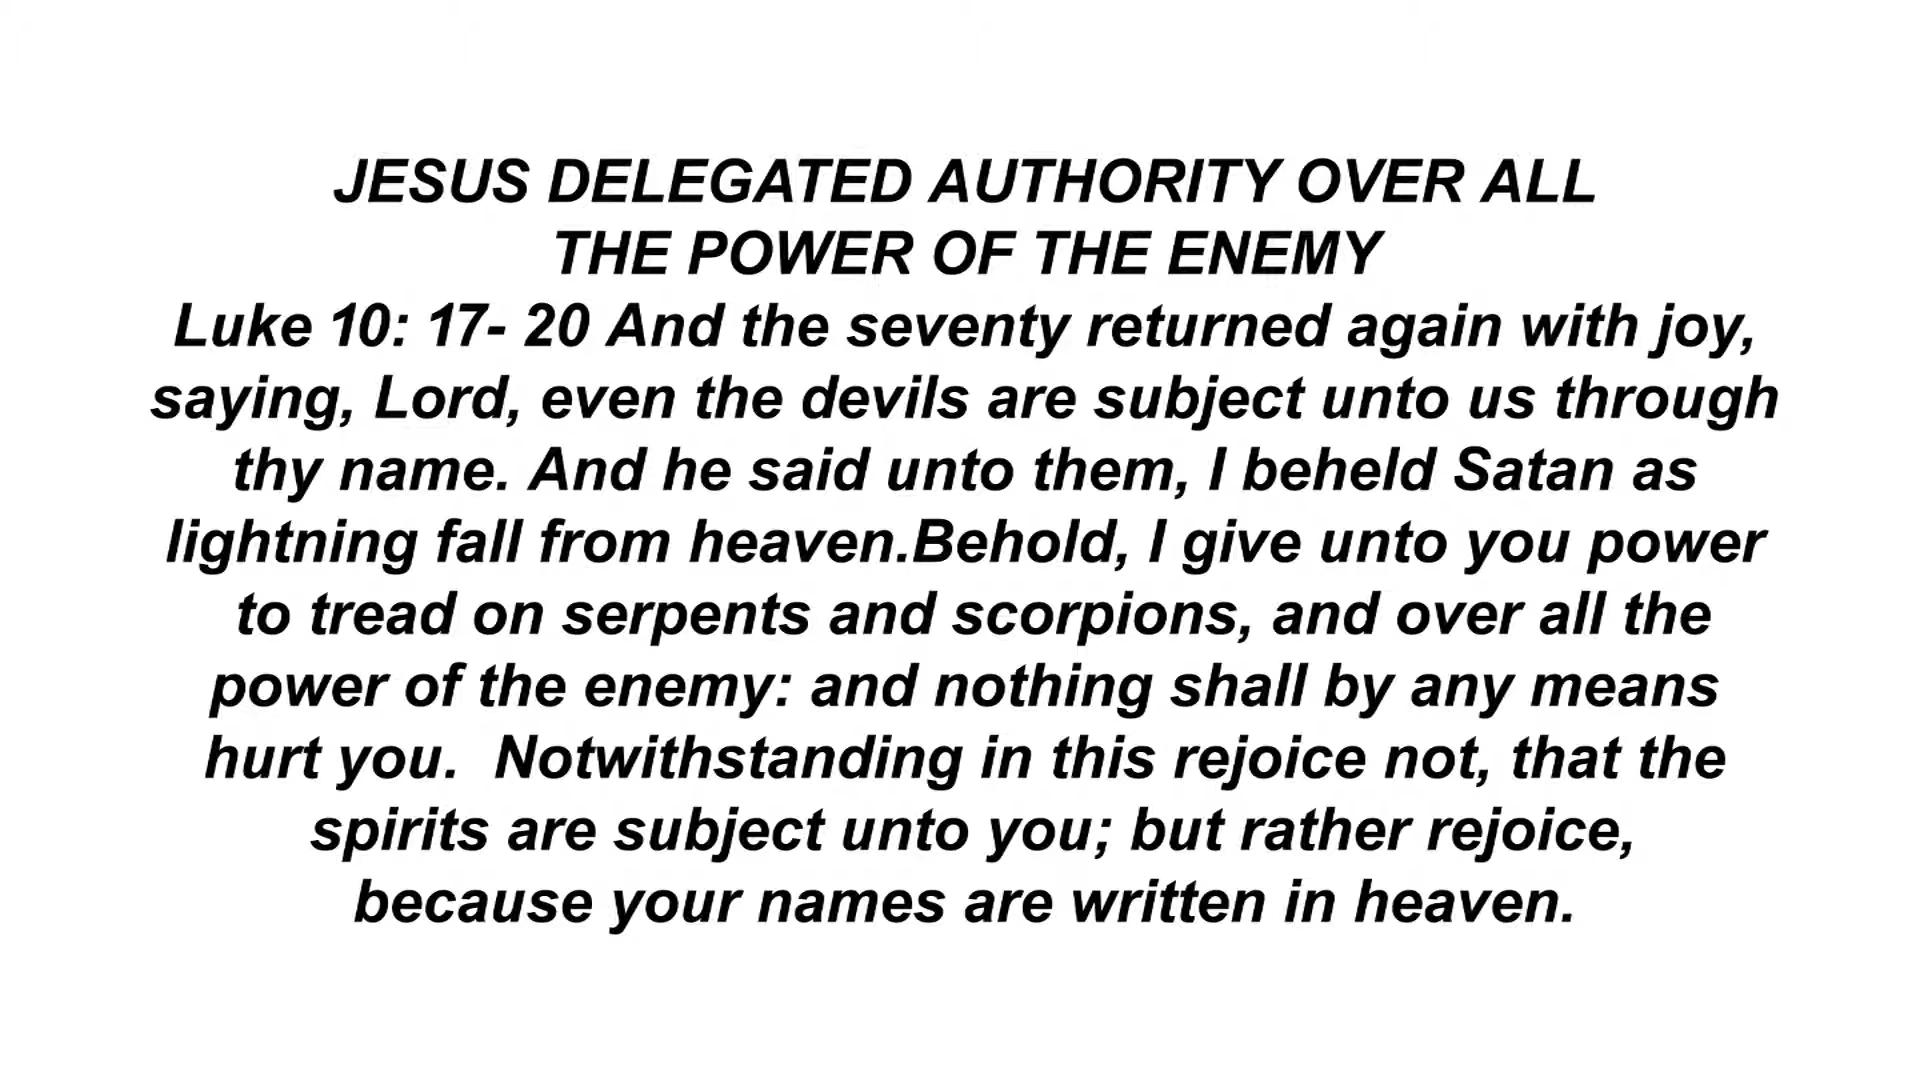 JESUS DELEGATED AUTHORITY OVER ALL
THE POWER OF THE ENEMY
Luke 10: 17- 20 And the seventy returned again with joy,
saying, Lord, even the devils are subject unto us through
thy name. And he said unto them, I beheld Satan as
lightning fall from heaven.Behold, I give unto you power
to tread on serpents and scorpions, and over all the
power of the enemy: and nothing shall by any means
hurt you.  Notwithstanding in this rejoice not, that the
spirits are subject unto you; but rather rejoice,
because your names are written in heaven.